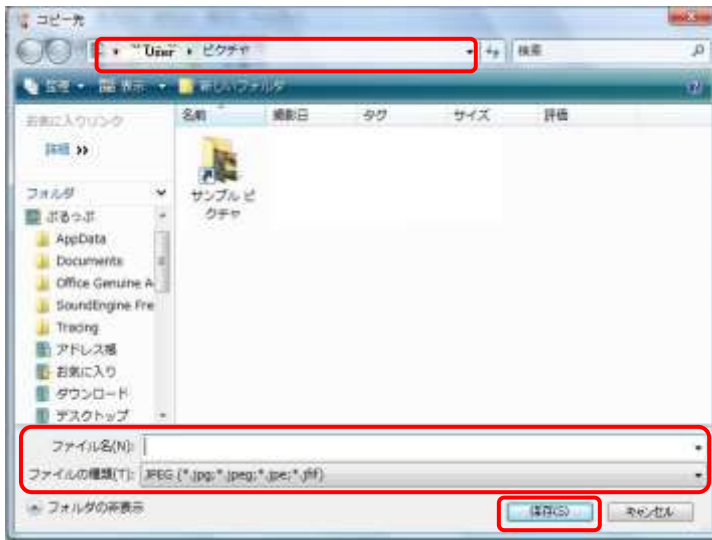 コピー先
User ▸ ピクチャ
検索
整理 表示 新しいフォルダ
お気に入りリンク
詳細 »
名前 撮影日 タグ サイズ 評価
サンプル ピ
クチャ
フォルダ
ぷるっぷ
AppData
Documents
Office Genuine A
SoundEngine Fre
Tracing
アドレス帳
お気に入り
ダウンロード
デスクトップ
ファイル名(N):
ファイルの種類(T): JPEG (*.jpg;*.jpeg;*.jpe;*.jfif)
フォルダの非表示
保存(S) キャンセル